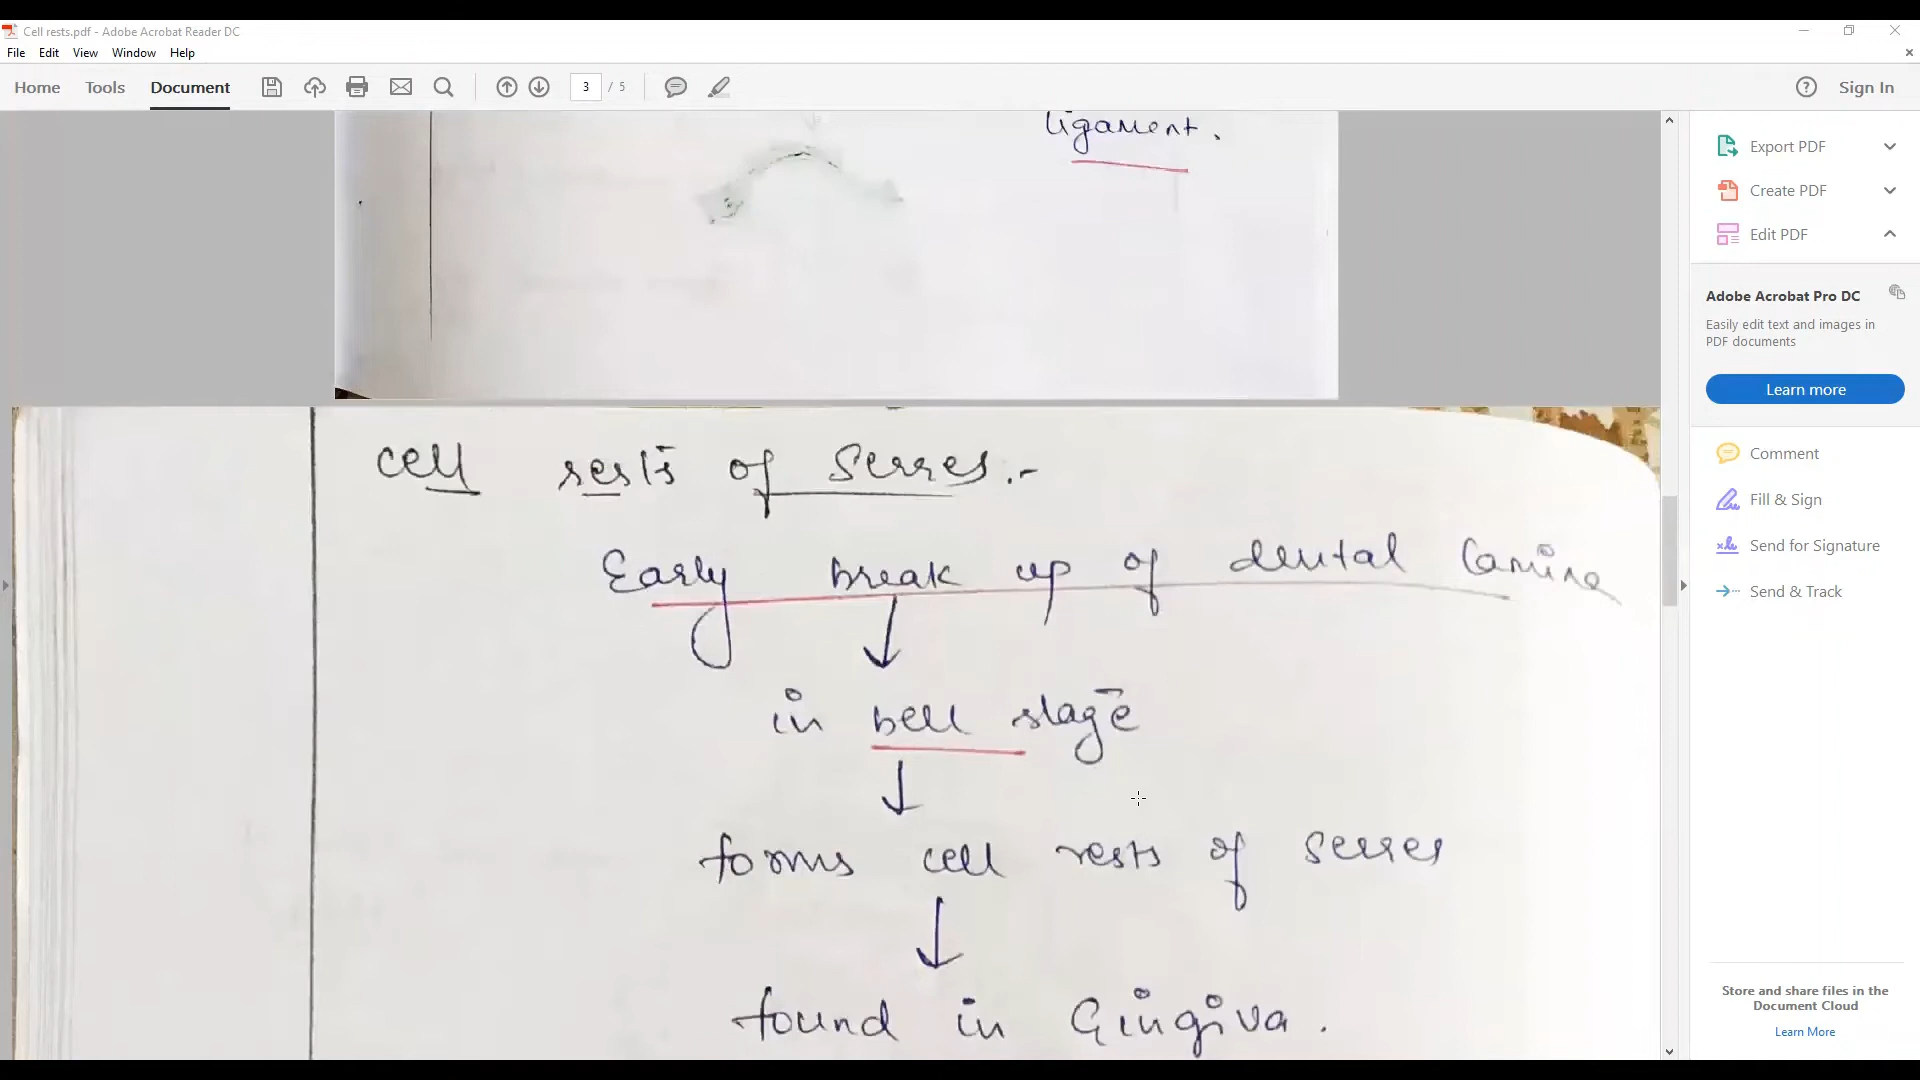 Cell rests.pdf - Adobe Acrobat Reader DC
File Edit View Window Help
Home Tools Document 3 / 5 Sign In
ligament.
Cell rests of Serres :-
Early break up of dental lamina
in bell stage
forms cell rests of serres
found in Gingiva.
Export PDF
Create PDF
Edit PDF
Adobe Acrobat Pro DC
Easily edit text and images in
PDF documents
Learn more
Comment
Fill & Sign
Send for Signature
Send & Track
Store and share files in the
Document Cloud
Learn More